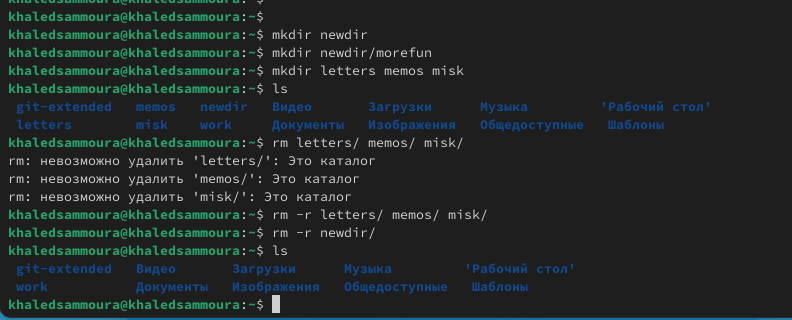 khaledsammoura@khaledsammoura:~$
khaledsammoura@khaledsammoura:~$ mkdir newdir
khaledsammoura@khaledsammoura:~$ mkdir newdir/morefun
khaledsammoura@khaledsammoura:~$ mkdir letters memos misk
khaledsammoura@khaledsammoura:~$ ls
git-extended memos newdir Видео Загрузки Музыка 'Рабочий стол'
letters misk work Документы Изображения Общедоступные Шаблоны
khaledsammoura@khaledsammoura:~$ rm letters/ memos/ misk/
rm: невозможно удалить 'letters/': Это каталог
rm: невозможно удалить 'memos/': Это каталог
rm: невозможно удалить 'misk/': Это каталог
khaledsammoura@khaledsammoura:~$ rm -r letters/ memos/ misk/
khaledsammoura@khaledsammoura:~$ rm -r newdir/
khaledsammoura@khaledsammoura:~$ ls
git-extended Видео Загрузки Музыка 'Рабочий стол'
work Документы Изображения Общедоступные Шаблоны
khaledsammoura@khaledsammoura:~$